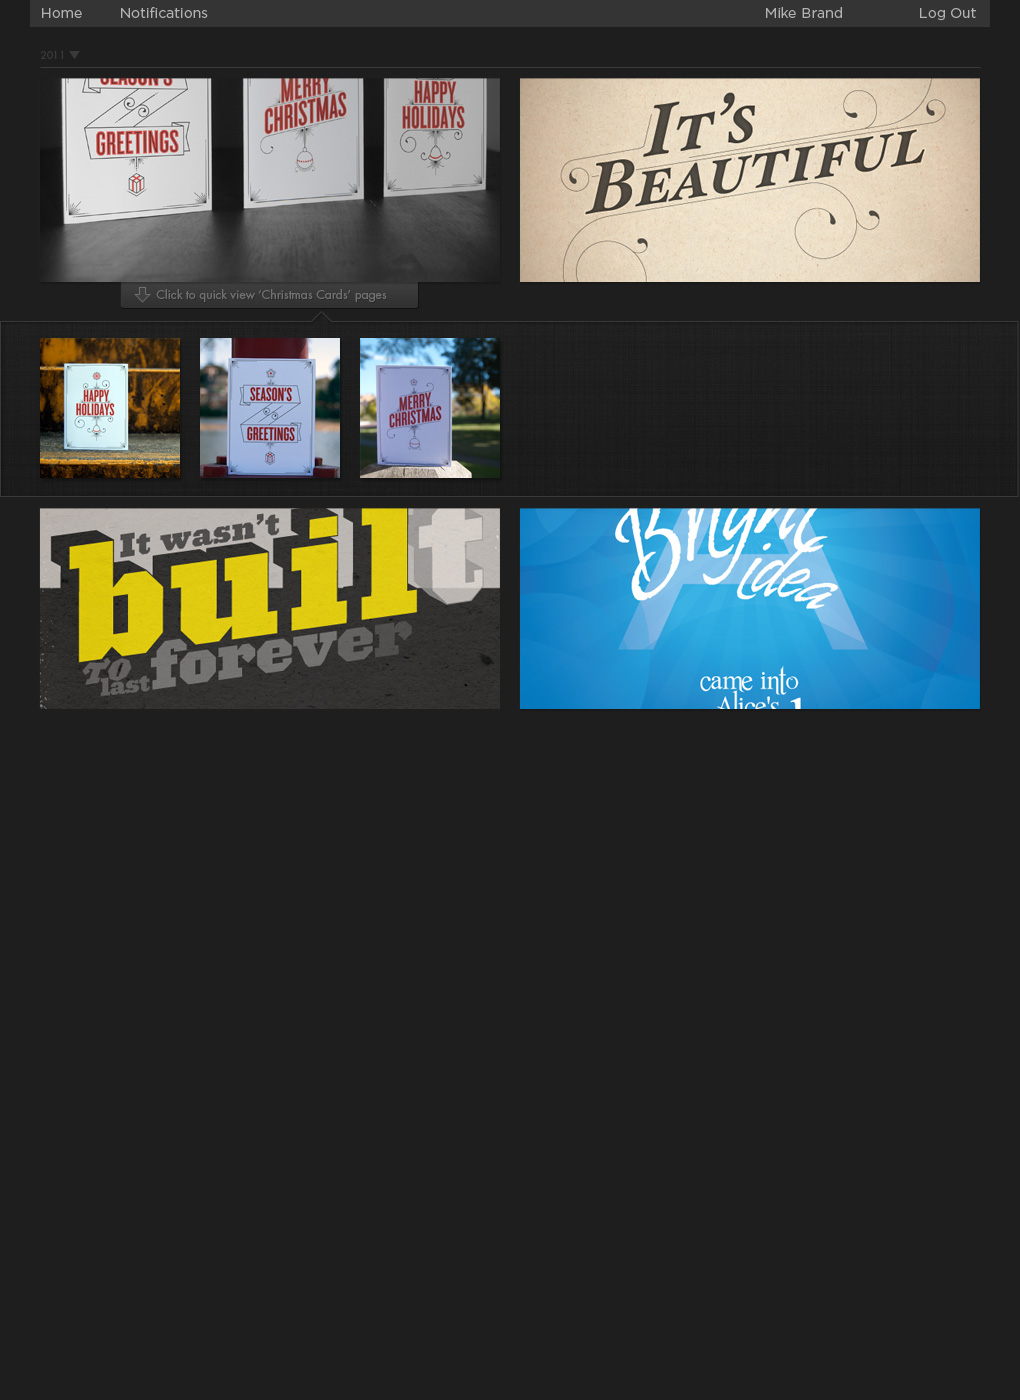 Home Notifications Mike Brand Log Out
2011
SEASON'S
GREETINGS
MERRY
CHRISTMAS
HAPPY
HOLIDAYS
IT'S
BEAUTIFUL
Click to quick view 'Christmas Cards' pages
HAPPY
HOLIDAYS
SEASON'S
GREETINGS
MERRY
CHRISTMAS
It wasn't
built
TO
last forever
Bright
idea
A
came into
Alice's